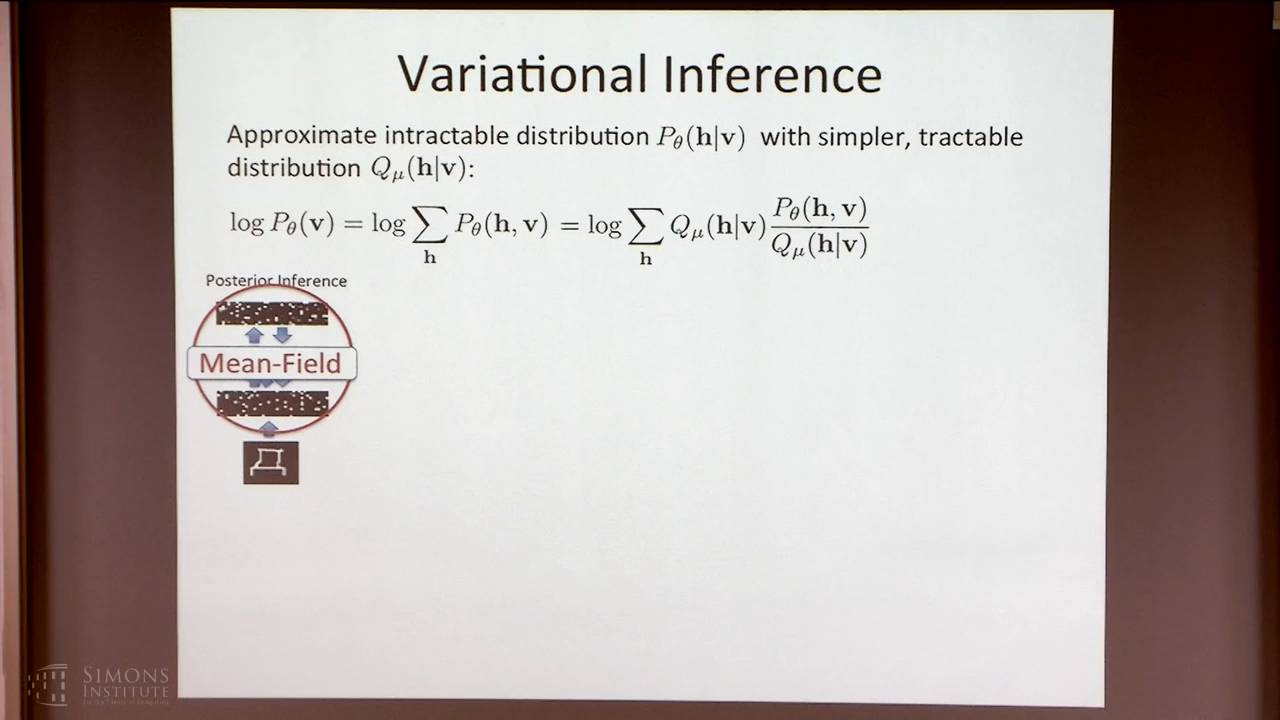 Variational Inference
Approximate intractable distribution P_θ(h|v) with simpler, tractable
distribution Q_μ(h|v):
log P_θ(v) = log ∑_h P_θ(h, v) = log ∑_h Q_μ(h|v) P_θ(h, v) / Q_μ(h|v)
Posterior Inference
Mean-Field
SIMONS
INSTITUTE